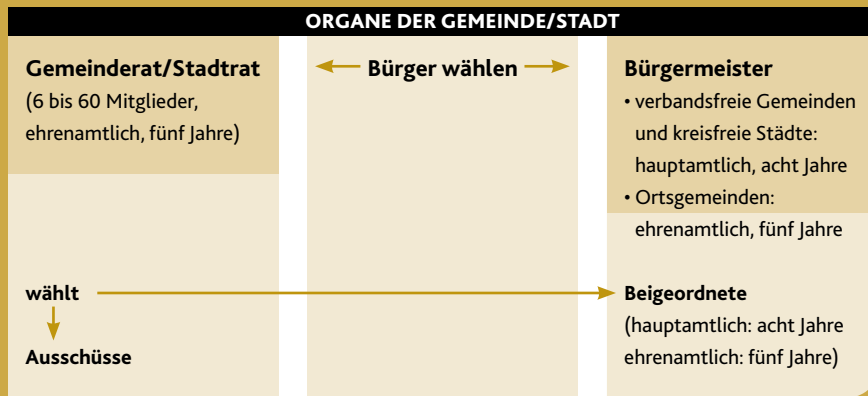 ORGANE DER GEMEINDE/STADT
Gemeinderat/Stadtrat
(6 bis 60 Mitglieder,
ehrenamtlich, fünf Jahre)
Bürger wählen
Bürgermeister
• verbandsfreie Gemeinden
und kreisfreie Städte:
hauptamtlich, acht Jahre
• Ortsgemeinden:
ehrenamtlich, fünf Jahre
wählt
Ausschüsse
Beigeordnete
(hauptamtlich: acht Jahre
ehrenamtlich: fünf Jahre)